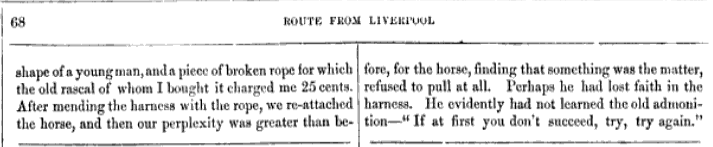 68
ROUTE FROM LIVERPOOL
shape of a young man, and a piece of broken rope for which
the old rascal of whom I bought it charged me 25 cents.
After mending the harness with the rope, we re-attached
the horse, and then our perplexity was greater than be-
fore, for the horse, finding that something was the matter,
refused to pull at all. Perhaps he had lost faith in the
harness. He evidently had not learned the old admoni-
tion—"If at first you don't succeed, try, try again."